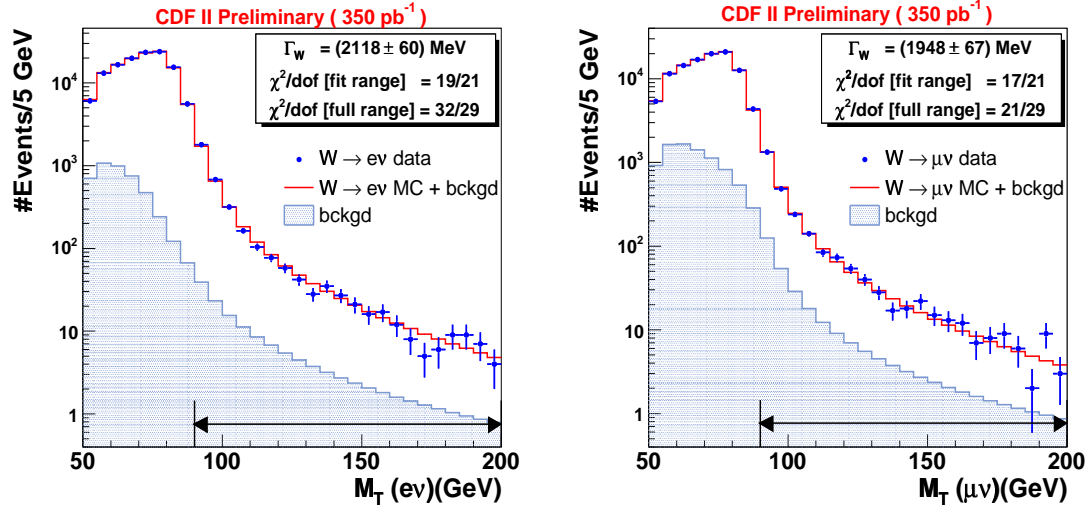 CDF II Preliminary ( 350 pb⁻¹)
Γ_W = (2118 ± 60) MeV
χ²/dof [fit range] = 19/21
χ²/dof [full range] = 32/29
W → eν data
W → eν MC + bckgd
bckgd
#Events/5 GeV
10⁴
10³
10²
10
1
50 100 150 200
M_T (eν)(GeV)
CDF II Preliminary ( 350 pb⁻¹)
Γ_W = (1948 ± 67) MeV
χ²/dof [fit range] = 17/21
χ²/dof [full range] = 21/29
W → μν data
W → μν MC + bckgd
bckgd
#Events/5 GeV
10⁴
10³
10²
10
1
50 100 150 200
M_T (μν)(GeV)